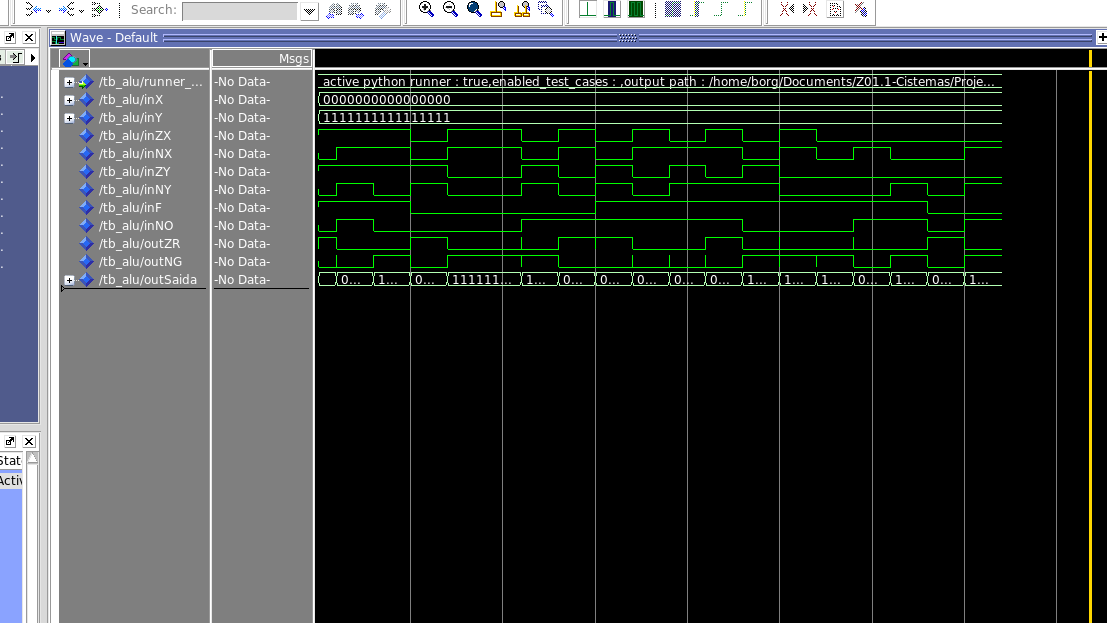 Search:
Wave - Default
Msgs
/tb_alu/runner_... -No Data- active python runner : true,enabled_test_cases : ,output path : /home/borg/Documents/Z01.1-Cistemas/Proje...
/tb_alu/inX -No Data- 0000000000000000
/tb_alu/inY -No Data- 1111111111111111
/tb_alu/inZX -No Data-
/tb_alu/inNX -No Data-
/tb_alu/inZY -No Data-
/tb_alu/inNY -No Data-
/tb_alu/inF -No Data-
/tb_alu/inNO -No Data-
/tb_alu/outZR -No Data-
/tb_alu/outNG -No Data-
/tb_alu/outSaida -No Data- 0... 1... 0... 111111... 1... 0... 0... 0... 0... 0... 1... 1... 1... 0... 1... 0... 1...
Stat
Activ